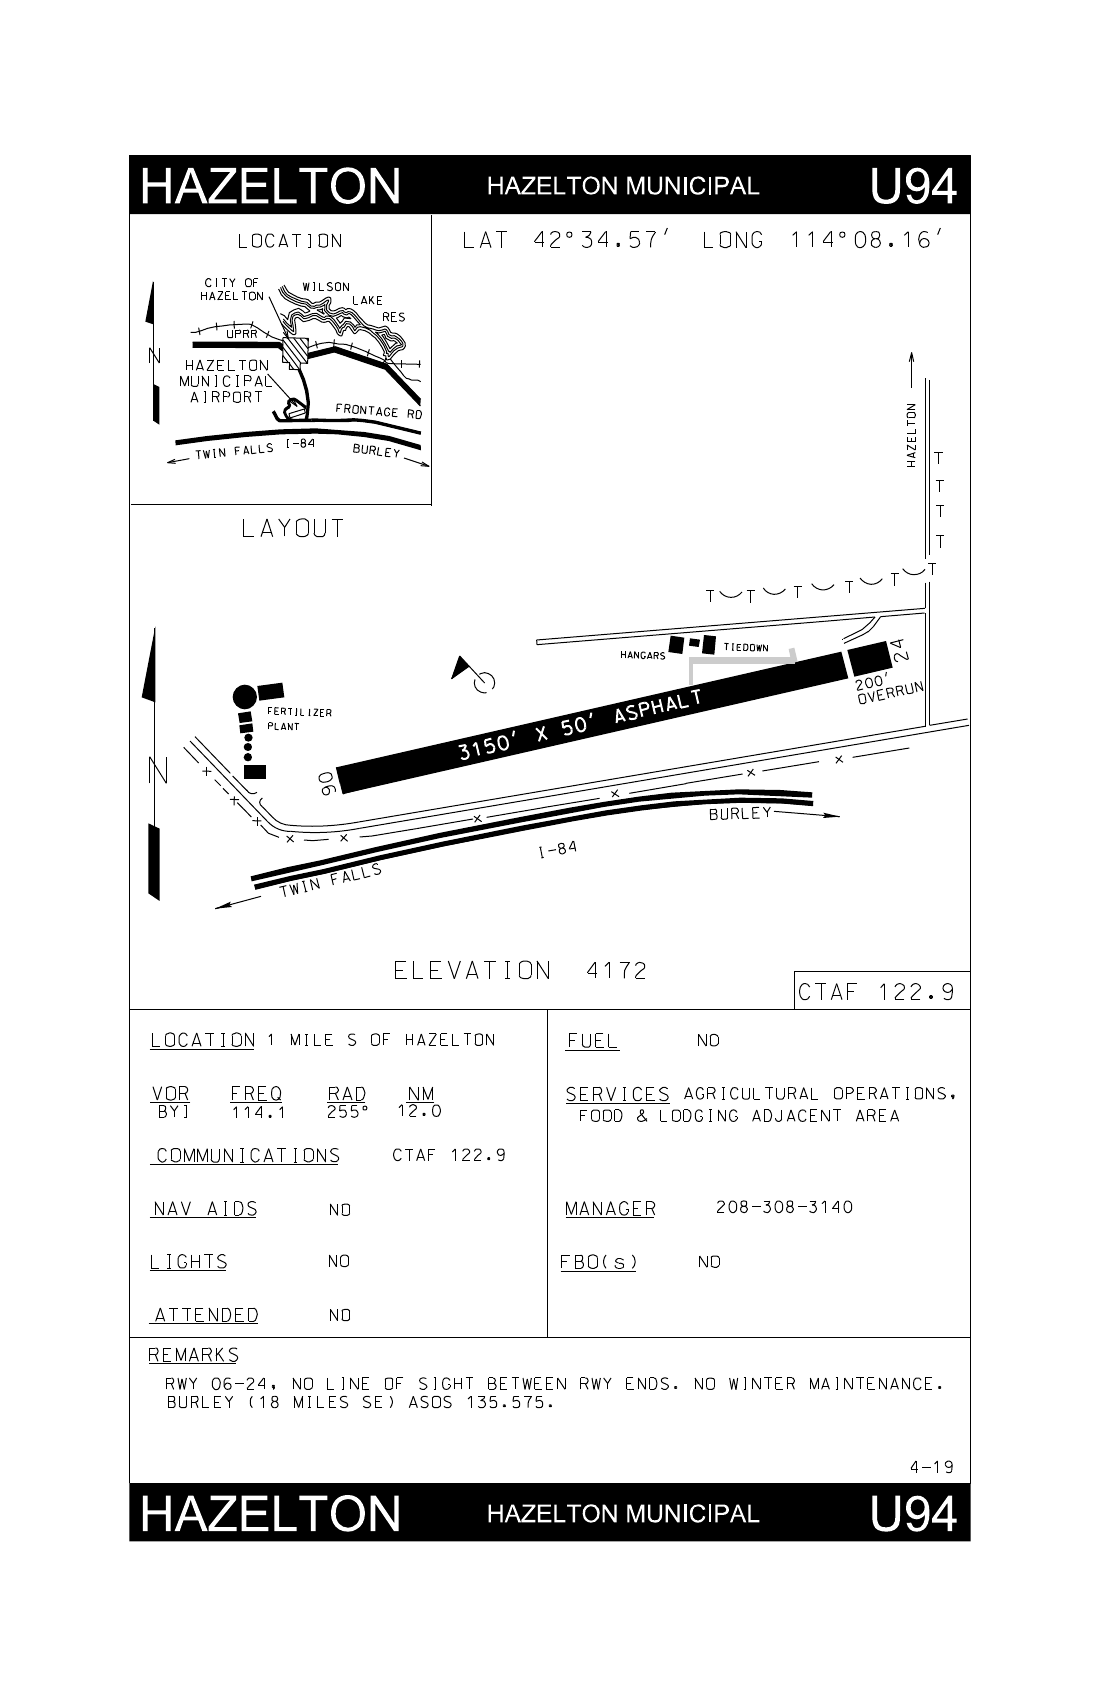 HAZELTON HAZELTON MUNICIPAL U94
LOCATION
LAT 42°34.57' LONG 114°08.16'
CITY OF
HAZELTON
WILSON
LAKE
RES
UPRR
N
HAZELTON
MUNICIPAL
AIRPORT
FRONTAGE RD
I-84
TWIN FALLS
BURLEY
LAYOUT
HAZELTON
T
T
T
T
T T T T T T
HANGARS
TIEDOWN
24
200'
OVERRUN
FERTILIZER
PLANT
3150' X 50' ASPHALT
06
N
BURLEY
I-84
TWIN FALLS
ELEVATION 4172
CTAF 122.9
LOCATION 1 MILE S OF HAZELTON
VOR FREQ RAD NM
BYI 114.1 255° 12.0
COMMUNICATIONS CTAF 122.9
NAV AIDS NO
LIGHTS NO
ATTENDED NO
FUEL NO
SERVICES AGRICULTURAL OPERATIONS,
FOOD & LODGING ADJACENT AREA
MANAGER 208-308-3140
FBO(s) NO
REMARKS
RWY 06-24, NO LINE OF SIGHT BETWEEN RWY ENDS. NO WINTER MAINTENANCE.
BURLEY (18 MILES SE) ASOS 135.575.
4-19
HAZELTON HAZELTON MUNICIPAL U94